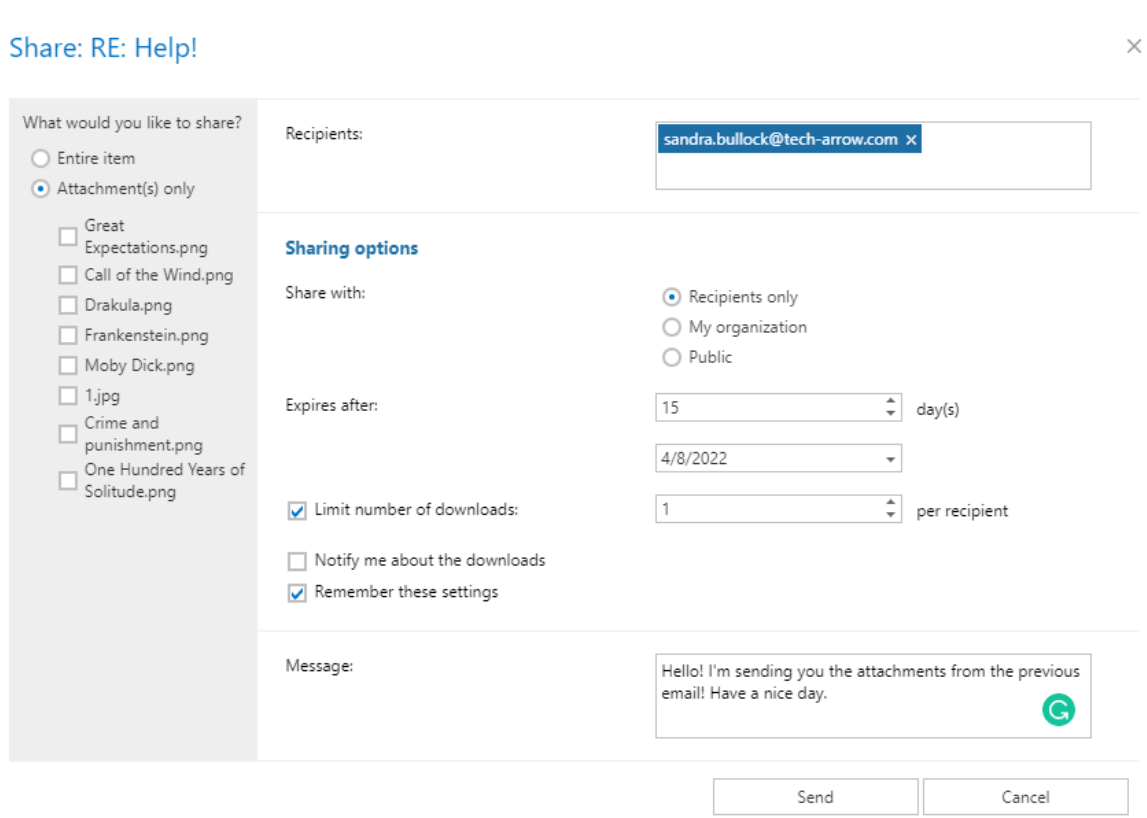 Share: RE: Help!
What would you like to share?
Entire item
Attachment(s) only
Great
Expectations.png
Call of the Wind.png
Drakula.png
Frankenstein.png
Moby Dick.png
1.jpg
Crime and
punishment.png
One Hundred Years of
Solitude.png
Recipients:
sandra.bullock@tech-arrow.com ×
Sharing options
Share with:
Recipients only
My organization
Public
Expires after:
15 day(s)
4/8/2022
Limit number of downloads:
1 per recipient
Notify me about the downloads
Remember these settings
Message:
Hello! I'm sending you the attachments from the previous
email! Have a nice day.
Send
Cancel